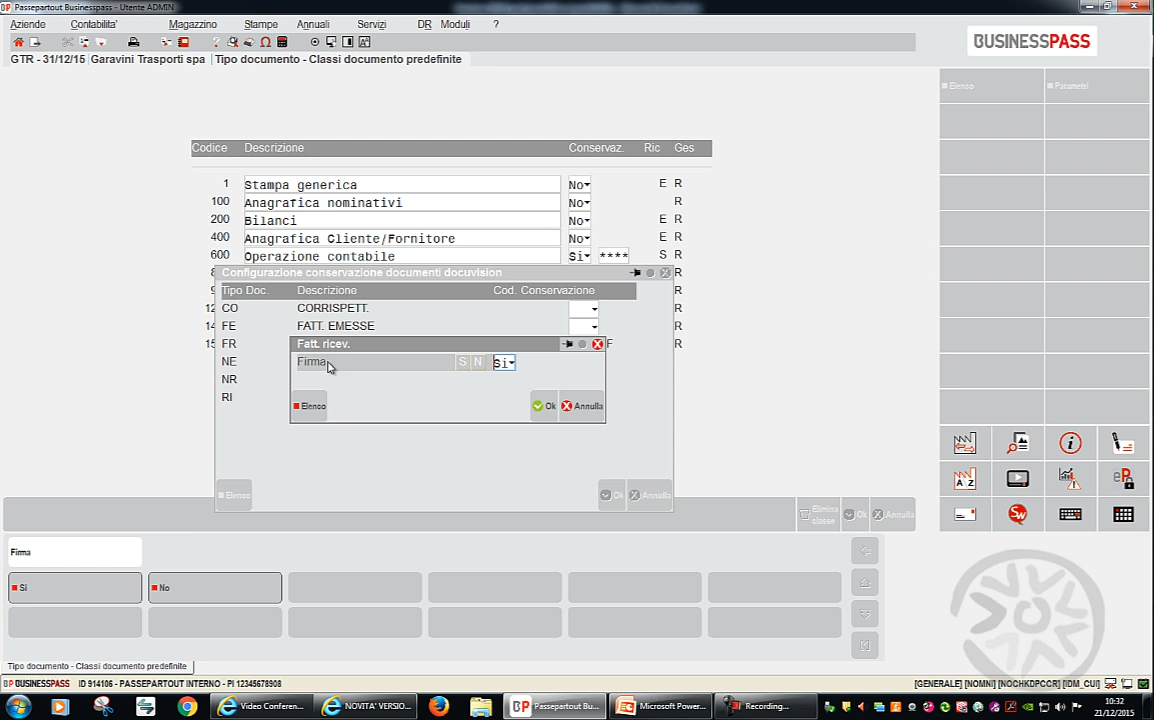 Passepartout Businesspass - Utente ADMIN
Aziende Contabilita' Magazzino Stampe Annuali Servizi DR Moduli ?
BUSINESSPASS
GTR - 31/12/15 Garavini Trasporti spa Tipo documento - Classi documento predefinite
Elenco Parametri
Codice Descrizione Conservaz. Ric Ges
1 Stampa generica No E R
100 Anagrafica nominativi No R
200 Bilanci No E R
400 Anagrafica Cliente/Fornitore No E R
600 Operazione contabile Si **** S R
Configurazione conservazione documenti docuvision R
Tipo Doc. Descrizione Cod. Conservazione R
CO CORRISPETT. R
FE FATT. EMESSE R
FR Fatt. ricev. F R
NE Firma S N Si
NR
RI
Elenco Ok Annulla
Elenco Ok Annulla
Elimina classe Ok Annulla
Firma
Si No
Tipo documento - Classi documento predefinite
BUSINESSPASS ID 914106 - PASSEPARTOUT INTERNO - PI 12345678908 [GENERALE] [NOMNI] [NOCHKDPCCR] [IDM_CUI]
Video Conferen... NOVITA' VERSIO... Passepartout Bu... Microsoft Power... Recording...
10:32
21/12/2015